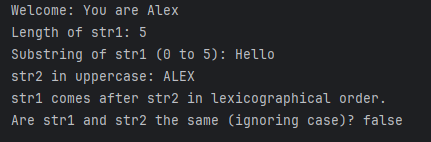 Welcome: You are Alex
Length of str1: 5
Substring of str1 (0 to 5): Hello
str2 in uppercase: ALEX
str1 comes after str2 in lexicographical order.
Are str1 and str2 the same (ignoring case)? false